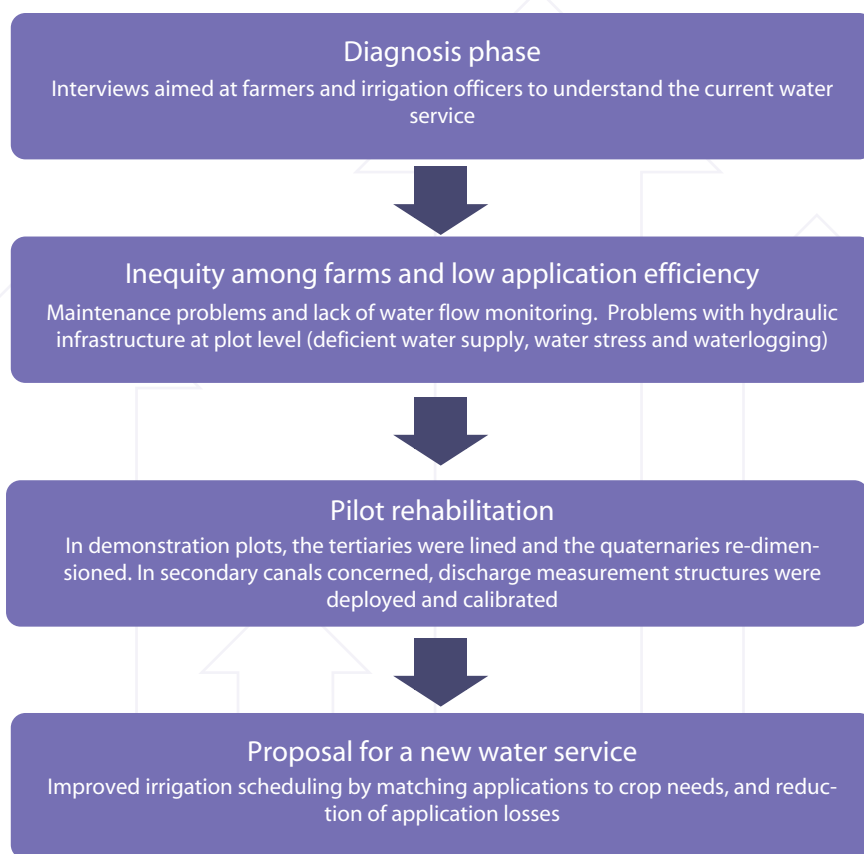 Diagnosis phase
Interviews aimed at farmers and irrigation officers to understand the current water
service
Inequity among farms and low application efficiency
Maintenance problems and lack of water flow monitoring.  Problems with hydraulic
infrastructure at plot level (deficient water supply, water stress and waterlogging)
Pilot rehabilitation
In demonstration plots, the tertiaries were lined and the quaternaries re-dimen-
sioned. In secondary canals concerned, discharge measurement structures were
deployed and calibrated
Proposal for a new water service
Improved irrigation scheduling by matching applications to crop needs, and reduc-
tion of application losses